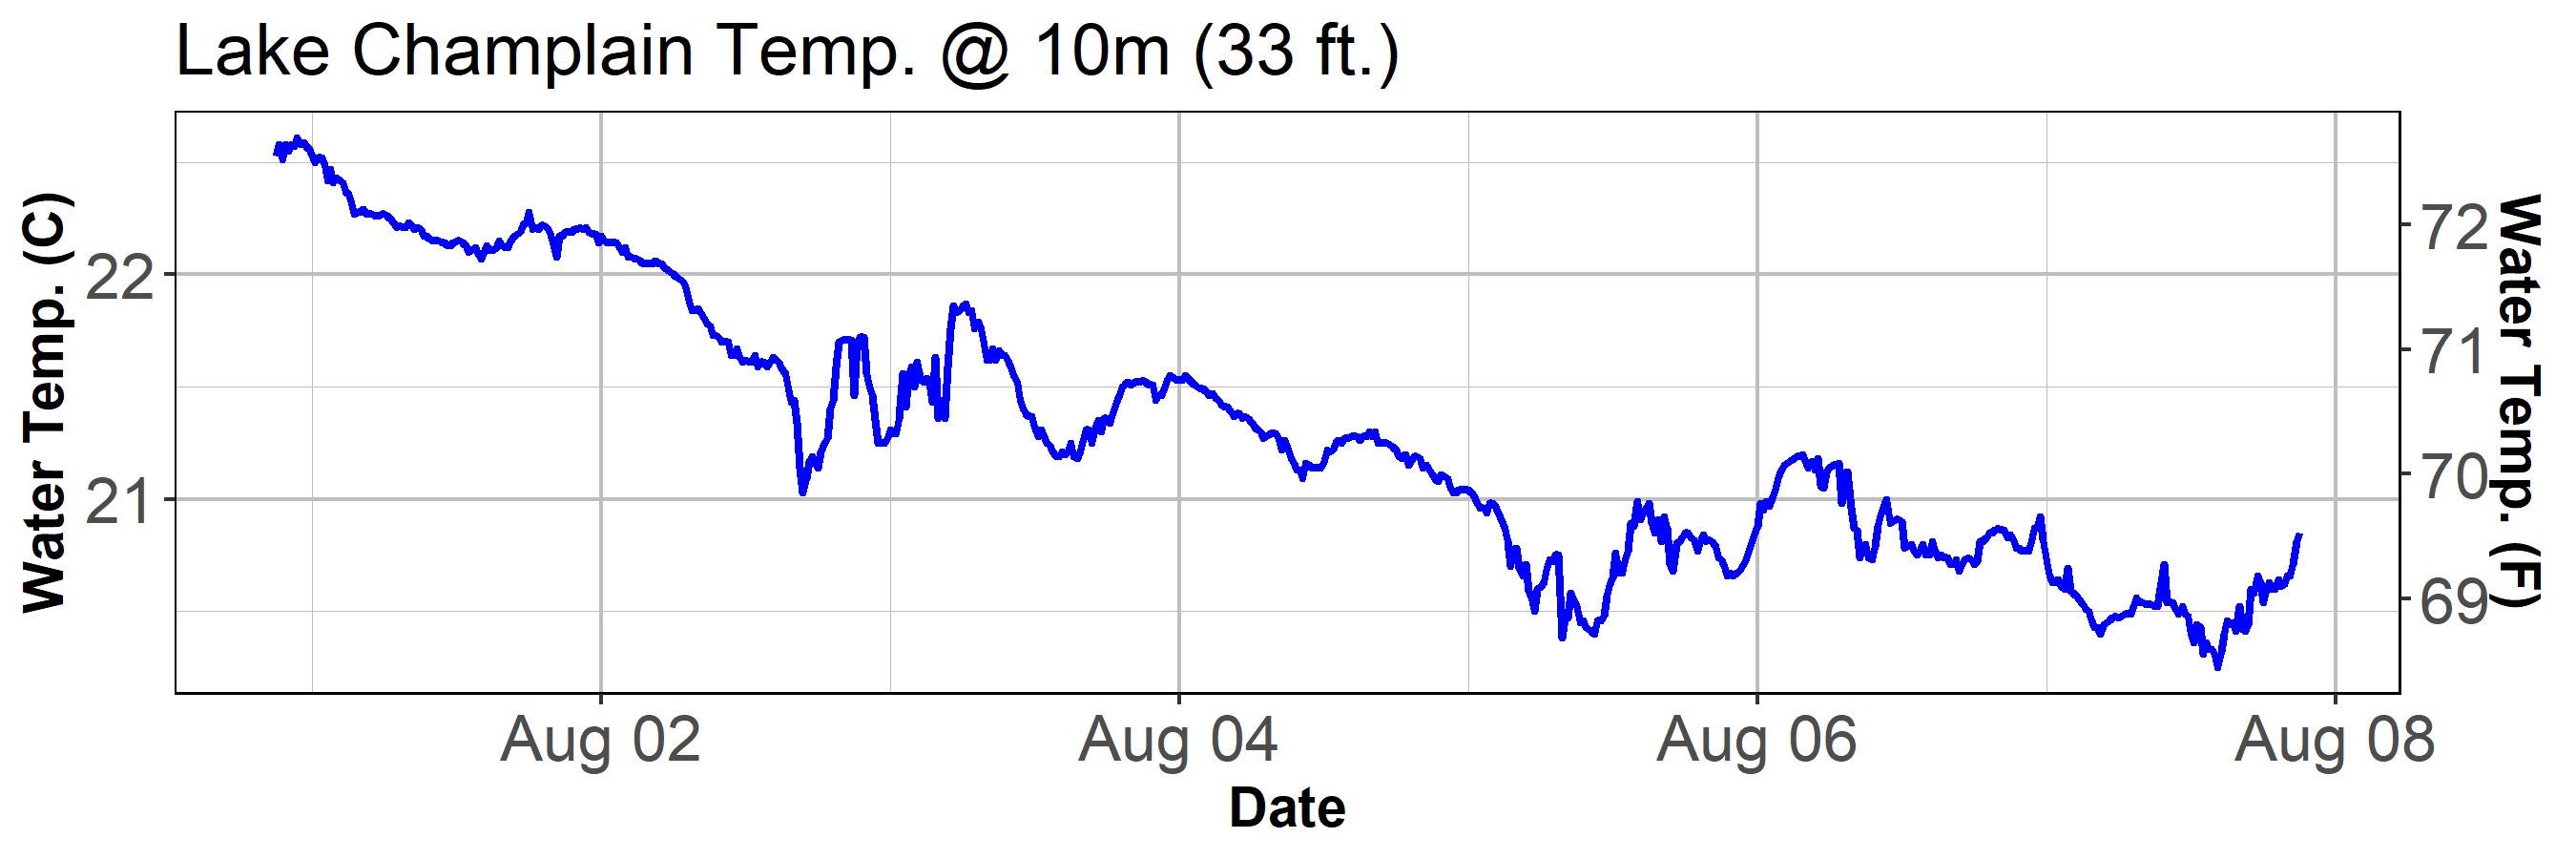 Lake Champlain Temp. @ 10m (33 ft.)
Water Temp. (C)
22
21
72
71
70
69
Water Temp. (F)
Aug 02
Aug 04
Aug 06
Aug 08
Date